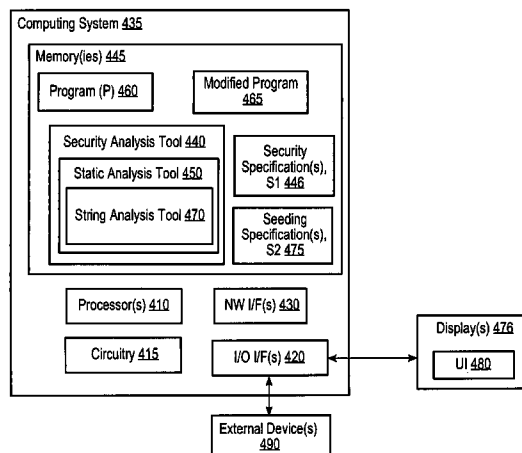 Computing System 435
Memory(ies) 445
Program (P) 460
Modified Program
465
Security Analysis Tool 440
Static Analysis Tool 450
String Analysis Tool 470
Security
Specification(s),
S1 446
Seeding
Specification(s),
S2 475
Processor(s) 410
NW I/F(s) 430
Circuitry 415
I/O I/F(s) 420
Display(s) 476
UI 480
External Device(s)
490